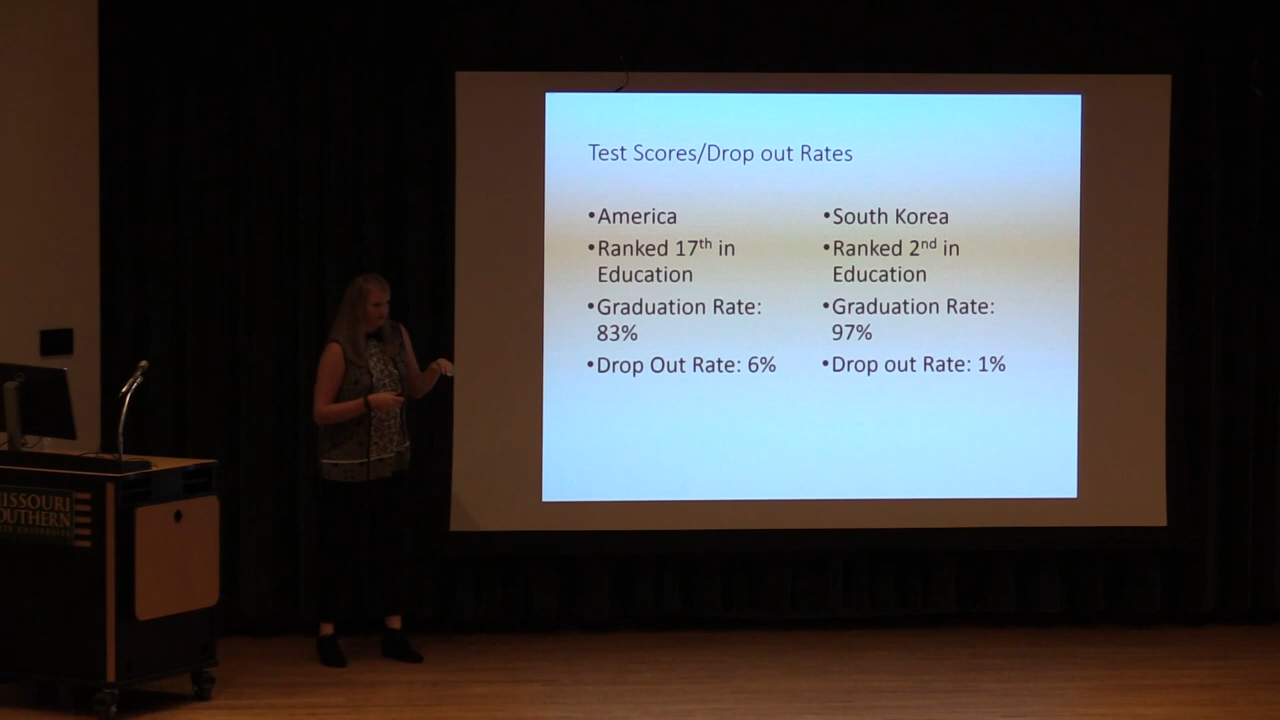 Test Scores/Drop out Rates
•America
•Ranked 17th in
Education
•Graduation Rate:
83%
•Drop Out Rate: 6%
•South Korea
•Ranked 2nd in
Education
•Graduation Rate:
97%
•Drop out Rate: 1%
MISSOURI
SOUTHERN